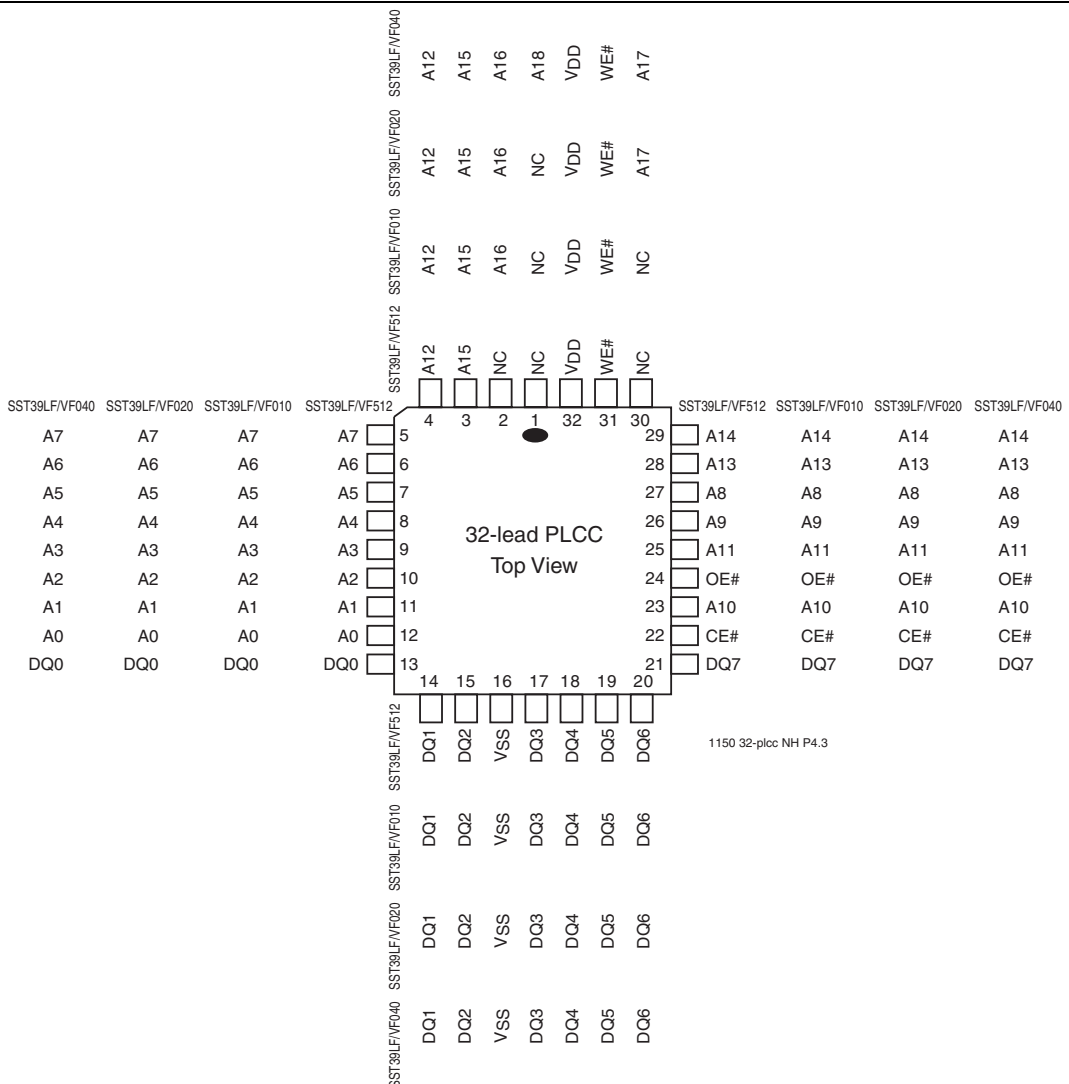 SST39LF/VF040 A12 A15 A16 A18 VDD WE# A17
SST39LF/VF020 A12 A15 A16 NC VDD WE# A17
SST39LF/VF010 A12 A15 A16 NC VDD WE# NC
SST39LF/VF512 A12 A15 NC NC VDD WE# NC
SST39LF/VF040 SST39LF/VF020 SST39LF/VF010 SST39LF/VF512 SST39LF/VF512 SST39LF/VF010 SST39LF/VF020 SST39LF/VF040
4 3 2 1 32 31 30
A7 A7 A7 A7 5 29 A14 A14 A14 A14
A6 A6 A6 A6 6 28 A13 A13 A13 A13
A5 A5 A5 A5 7 27 A8 A8 A8 A8
A4 A4 A4 A4 8 26 A9 A9 A9 A9
32-lead PLCC
A3 A3 A3 A3 9 25 A11 A11 A11 A11
Top View
A2 A2 A2 A2 10 24 OE# OE# OE# OE#
A1 A1 A1 A1 11 23 A10 A10 A10 A10
A0 A0 A0 A0 12 22 CE# CE# CE# CE#
DQ0 DQ0 DQ0 DQ0 13 21 DQ7 DQ7 DQ7 DQ7
14 15 16 17 18 19 20
SST39LF/VF512 DQ1 DQ2 VSS DQ3 DQ4 DQ5 DQ6
1150 32-plcc NH P4.3
SST39LF/VF010 DQ1 DQ2 VSS DQ3 DQ4 DQ5 DQ6
SST39LF/VF020 DQ1 DQ2 VSS DQ3 DQ4 DQ5 DQ6
SST39LF/VF040 DQ1 DQ2 VSS DQ3 DQ4 DQ5 DQ6